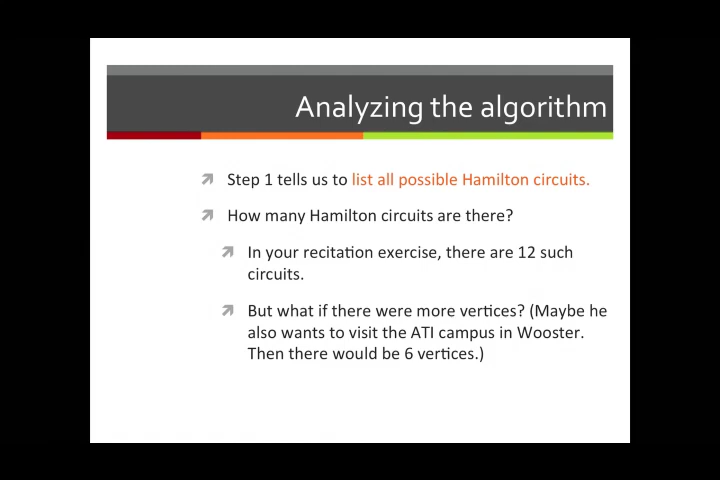 Analyzing the algorithm
Step 1 tells us to list all possible Hamilton circuits.
How many Hamilton circuits are there?
In your recitation exercise, there are 12 such
circuits.
But what if there were more vertices? (Maybe he
also wants to visit the ATI campus in Wooster.
Then there would be 6 vertices.)